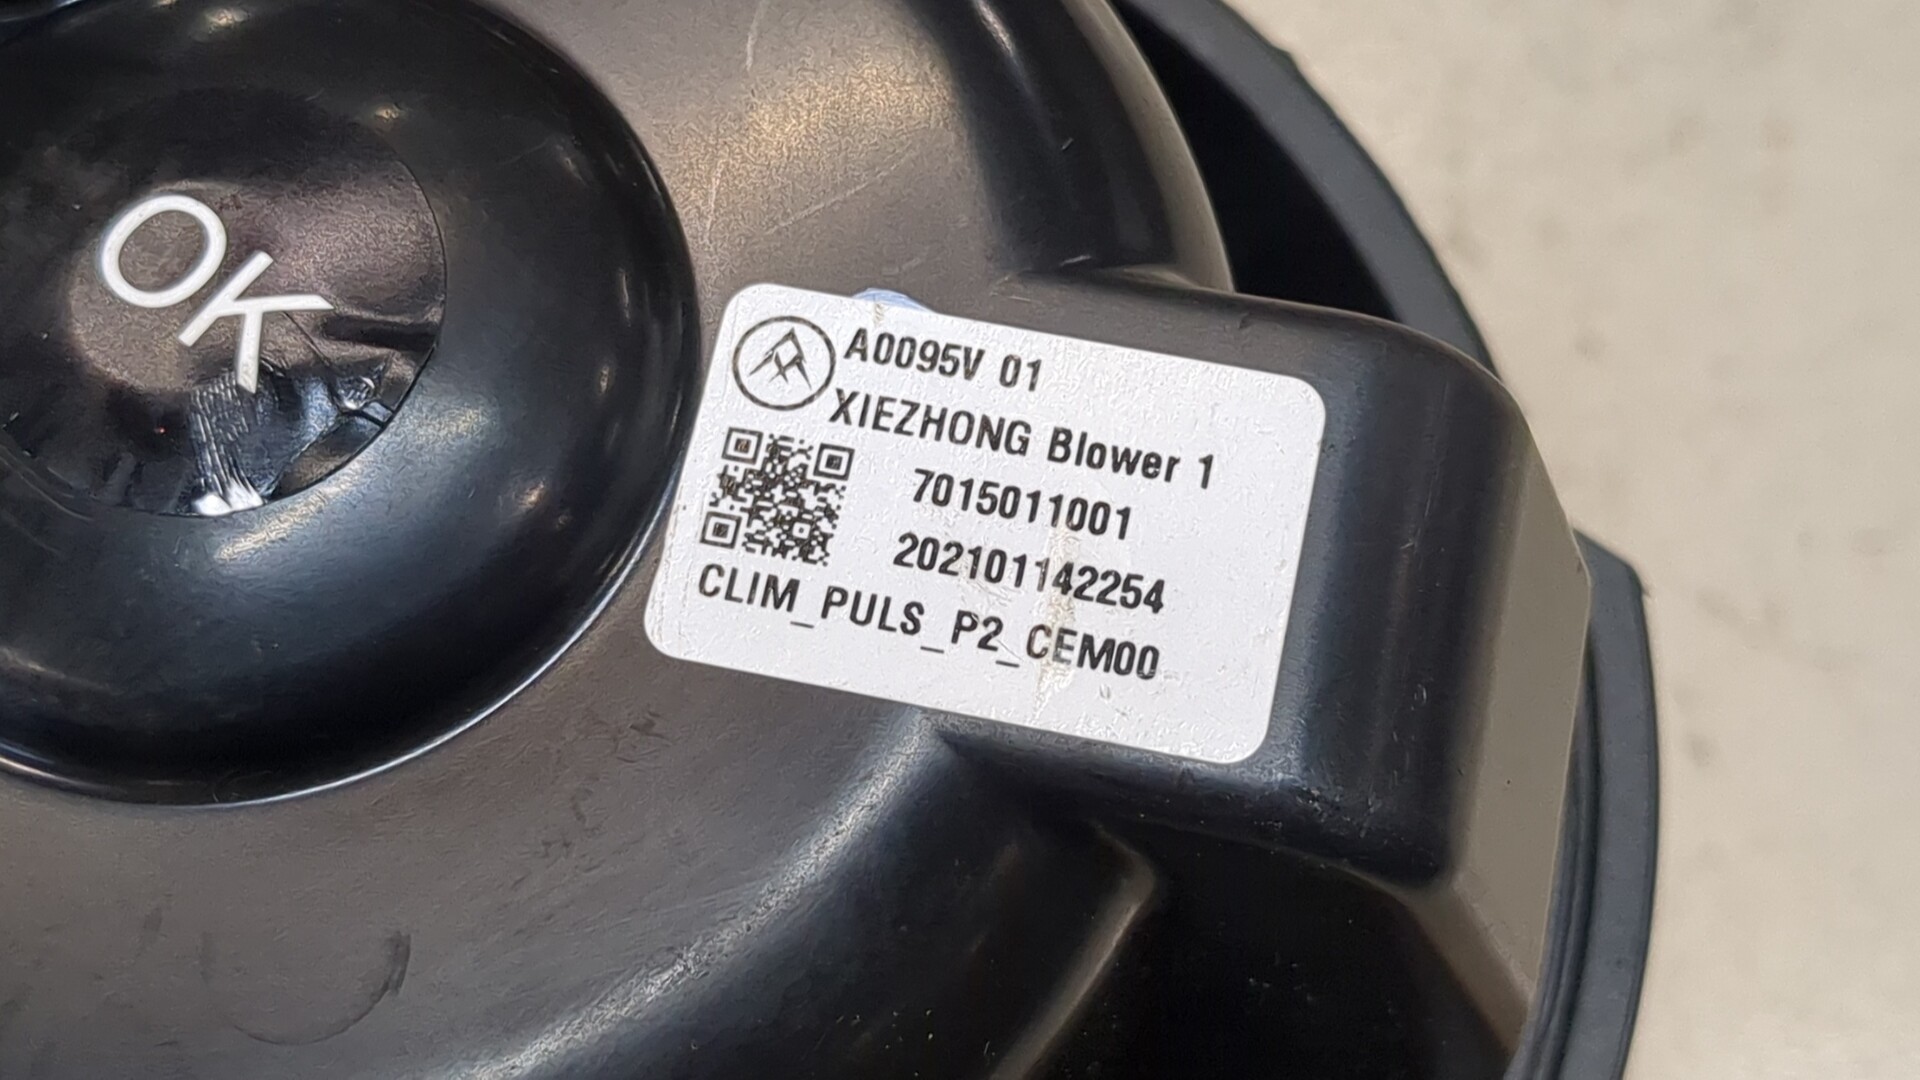 OK
A0095V 01
XIEZHONG Blower 1
7015011001
202101142254
CLIM_PULS_P2_CEM00